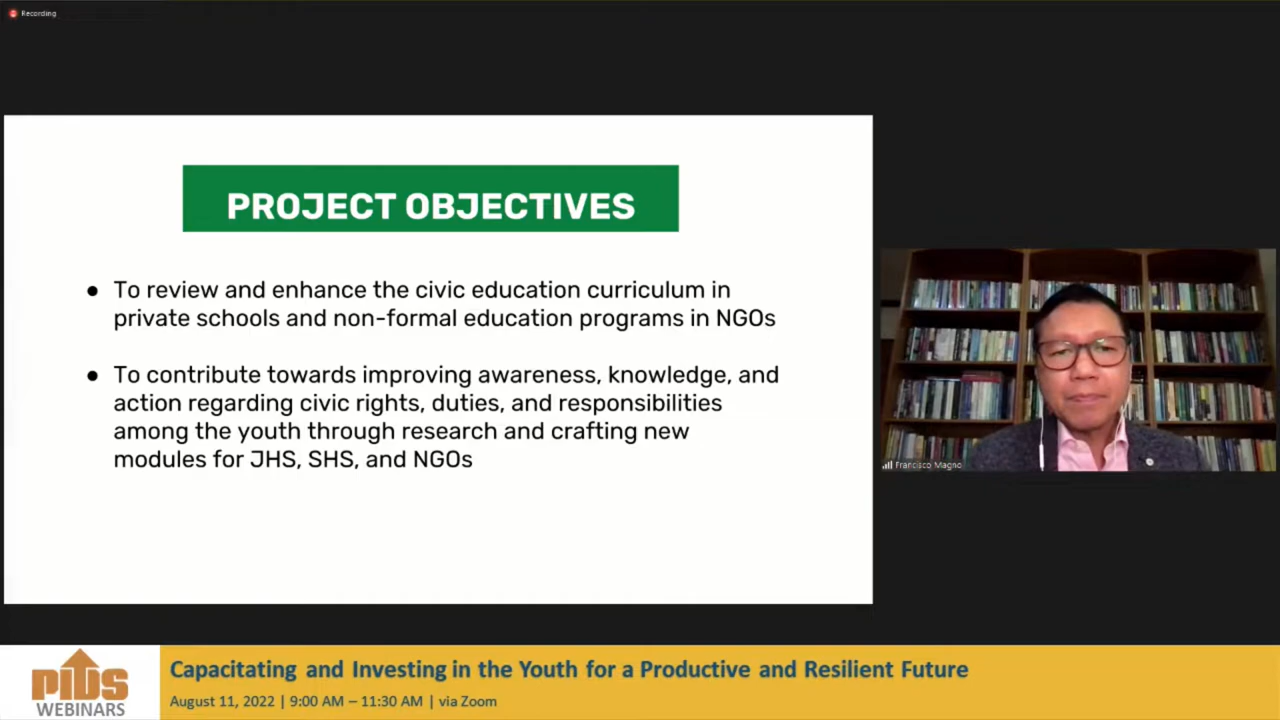 Recording
PROJECT OBJECTIVES
● To review and enhance the civic education curriculum in
private schools and non-formal education programs in NGOs
● To contribute towards improving awareness, knowledge, and
action regarding civic rights, duties, and responsibilities
among the youth through research and crafting new
modules for JHS, SHS, and NGOs
Francisco Magno
PIDS
WEBINARS
Capacitating and Investing in the Youth for a Productive and Resilient Future
August 11, 2022 | 9:00 AM – 11:30 AM | via Zoom